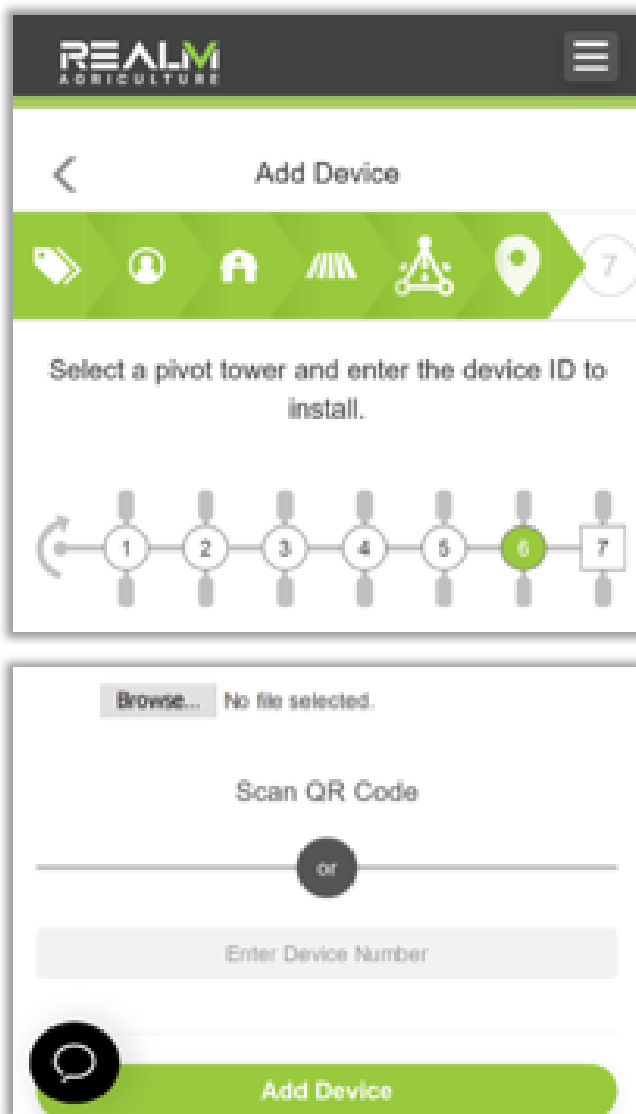 REALM
AGRICULTURE
Add Device
7
Select a pivot tower and enter the device ID to
install.
1 2 3 4 5 6 7
Browse... No file selected.
Scan QR Code
or
Enter Device Number
Add Device